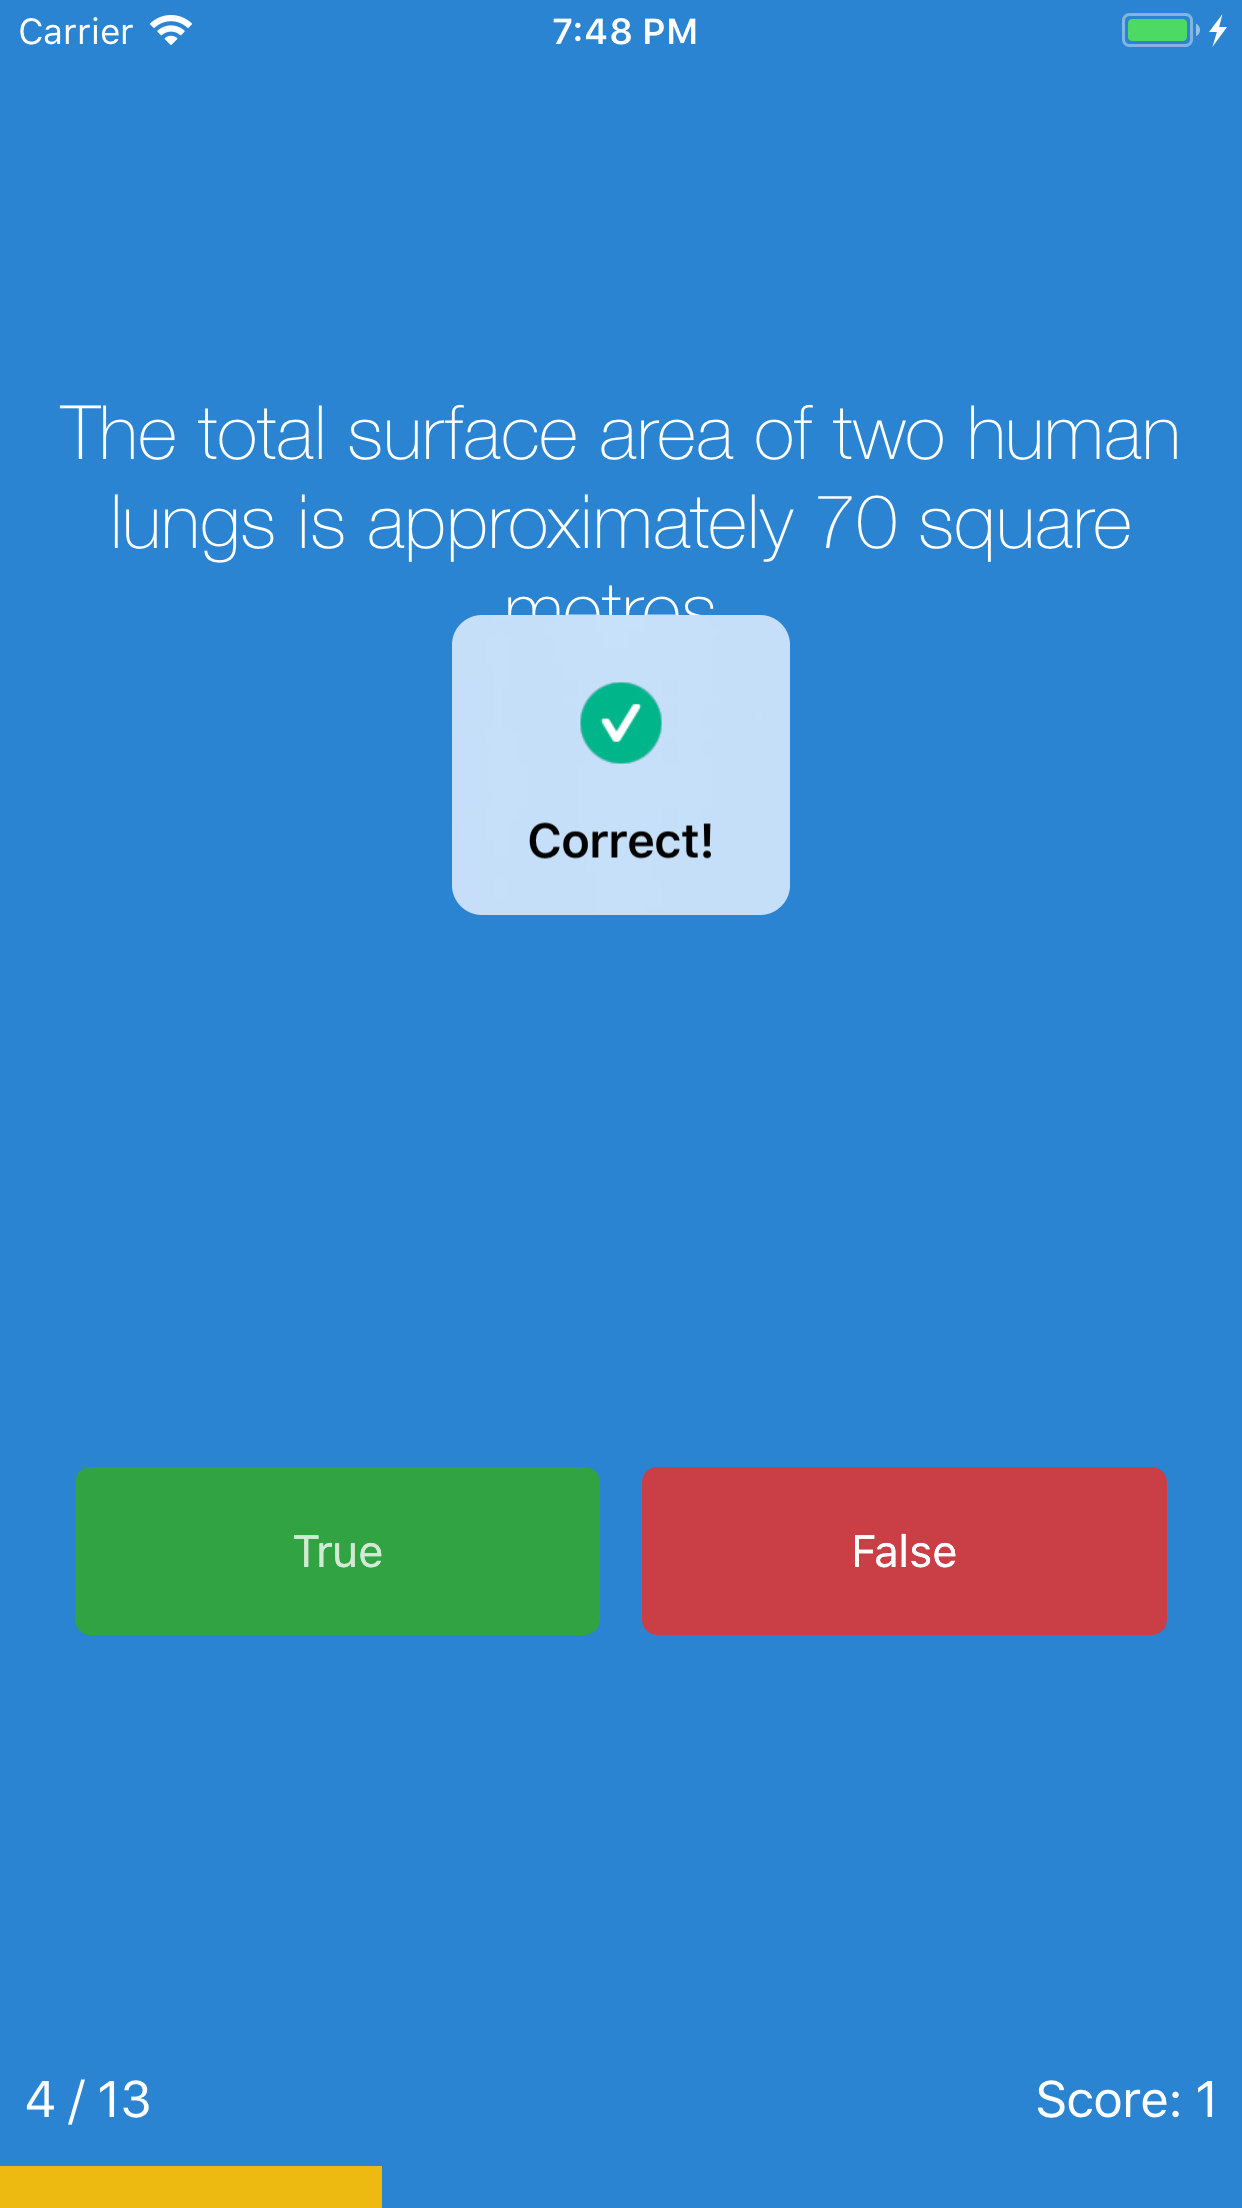 Carrier
7:48 PM
The total surface area of two human
lungs is approximately 70 square
metres
Correct!
True
False
4 / 13
Score: 1